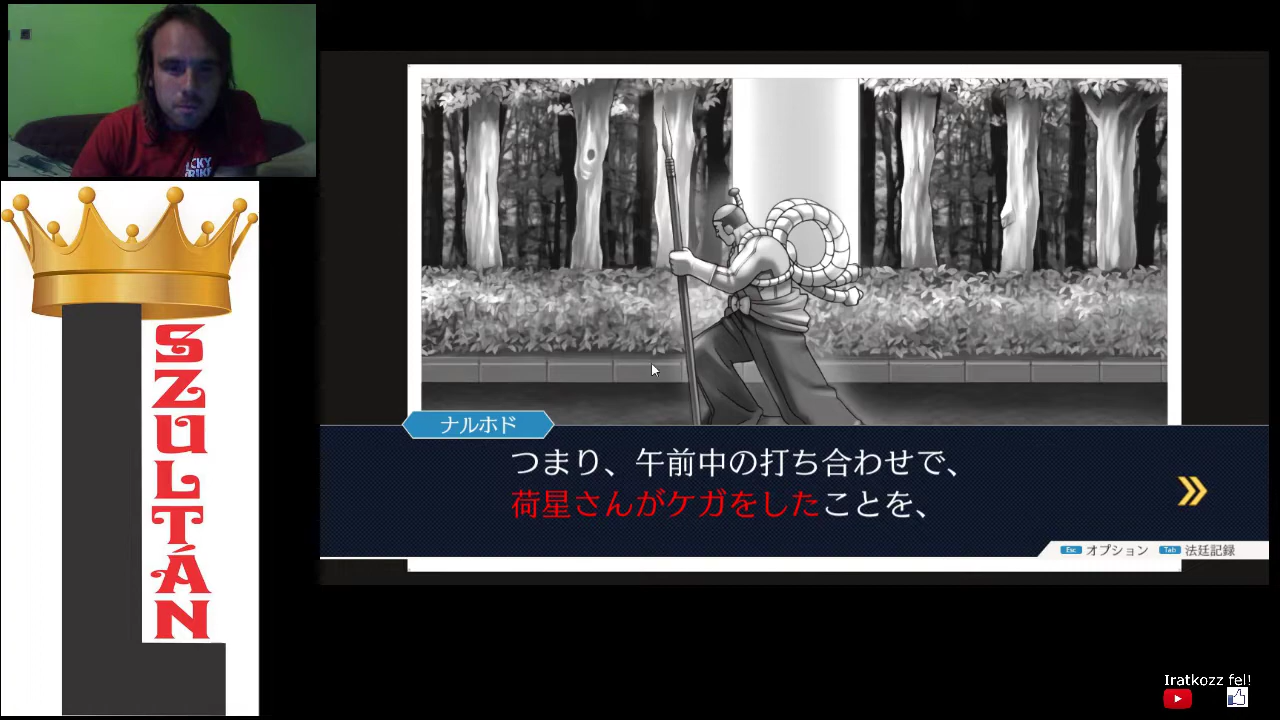 SZULTÁN
ナルホド
つまり、午前中の打ち合わせで、
荷星さんがケガをしたことを、
Esc オプション Tab 法廷記録
Iratkozz fel!